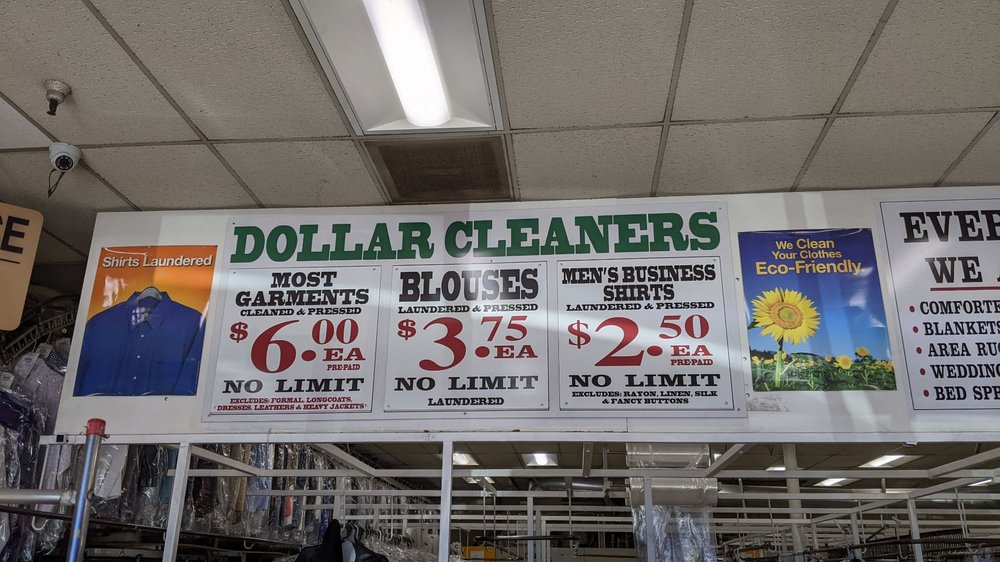 E
Shirts Laundered
DOLLAR CLEANERS
MOST
GARMENTS
CLEANED & PRESSED
$6.00
EA
PREPAID
NO LIMIT
EXCLUDES: FORMAL, LONGCOATS,
DRESSES, LEATHERS & HEAVY JACKETS
BLOUSES
LAUNDERED & PRESSED
$3.75
EA
NO LIMIT
LAUNDERED
MEN'S BUSINESS
SHIRTS
LAUNDERED & PRESSED
$2.50
EA
PREPAID
NO LIMIT
EXCLUDES: RAYON, LINEN, SILK
& FANCY BUTTONS
We Clean
Your Clothes
Eco-Friendly
EVER
WE A
• COMFORTE
• BLANKETS
• AREA RUG
• WEDDING
• BED SPR